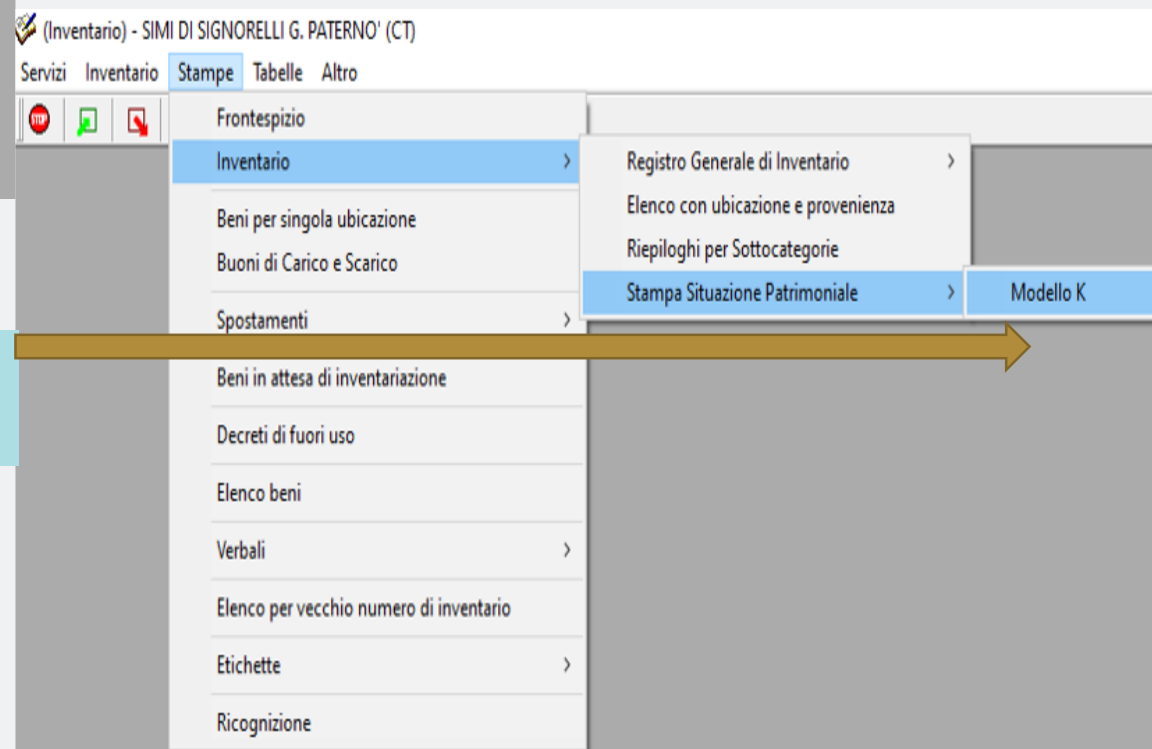 (Inventario) - SIMI DI SIGNORELLI G. PATERNO' (CT)
Servizi Inventario Stampe Tabelle Altro
STOP
Frontespizio
Inventario
Beni per singola ubicazione
Buoni di Carico e Scarico
Spostamenti
Beni in attesa di inventariazione
Decreti di fuori uso
Elenco beni
Verbali
Elenco per vecchio numero di inventario
Etichette
Ricognizione
Registro Generale di Inventario
Elenco con ubicazione e provenienza
Riepiloghi per Sottocategorie
Stampa Situazione Patrimoniale
Modello K